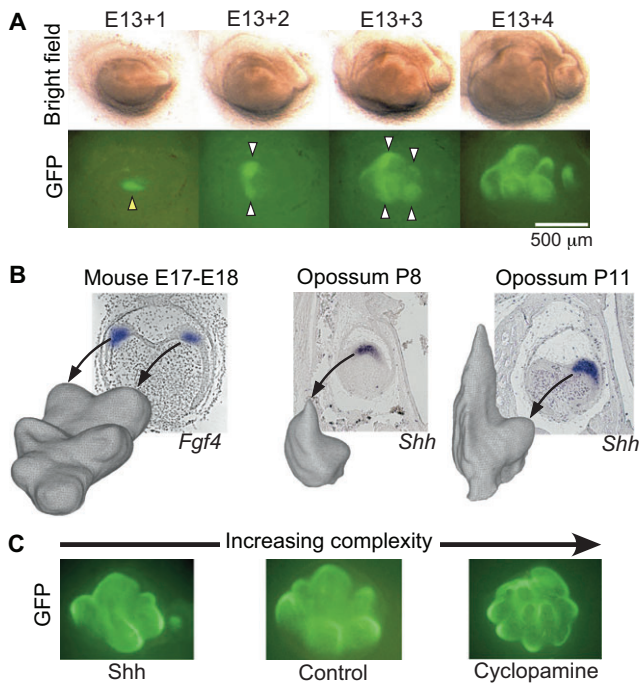 A
E13+1 E13+2 E13+3 E13+4
Bright field
GFP
500 μm
B
Mouse E17-E18 Opossum P8 Opossum P11
Fgf4 Shh Shh
C
Increasing complexity
GFP
Shh Control Cyclopamine